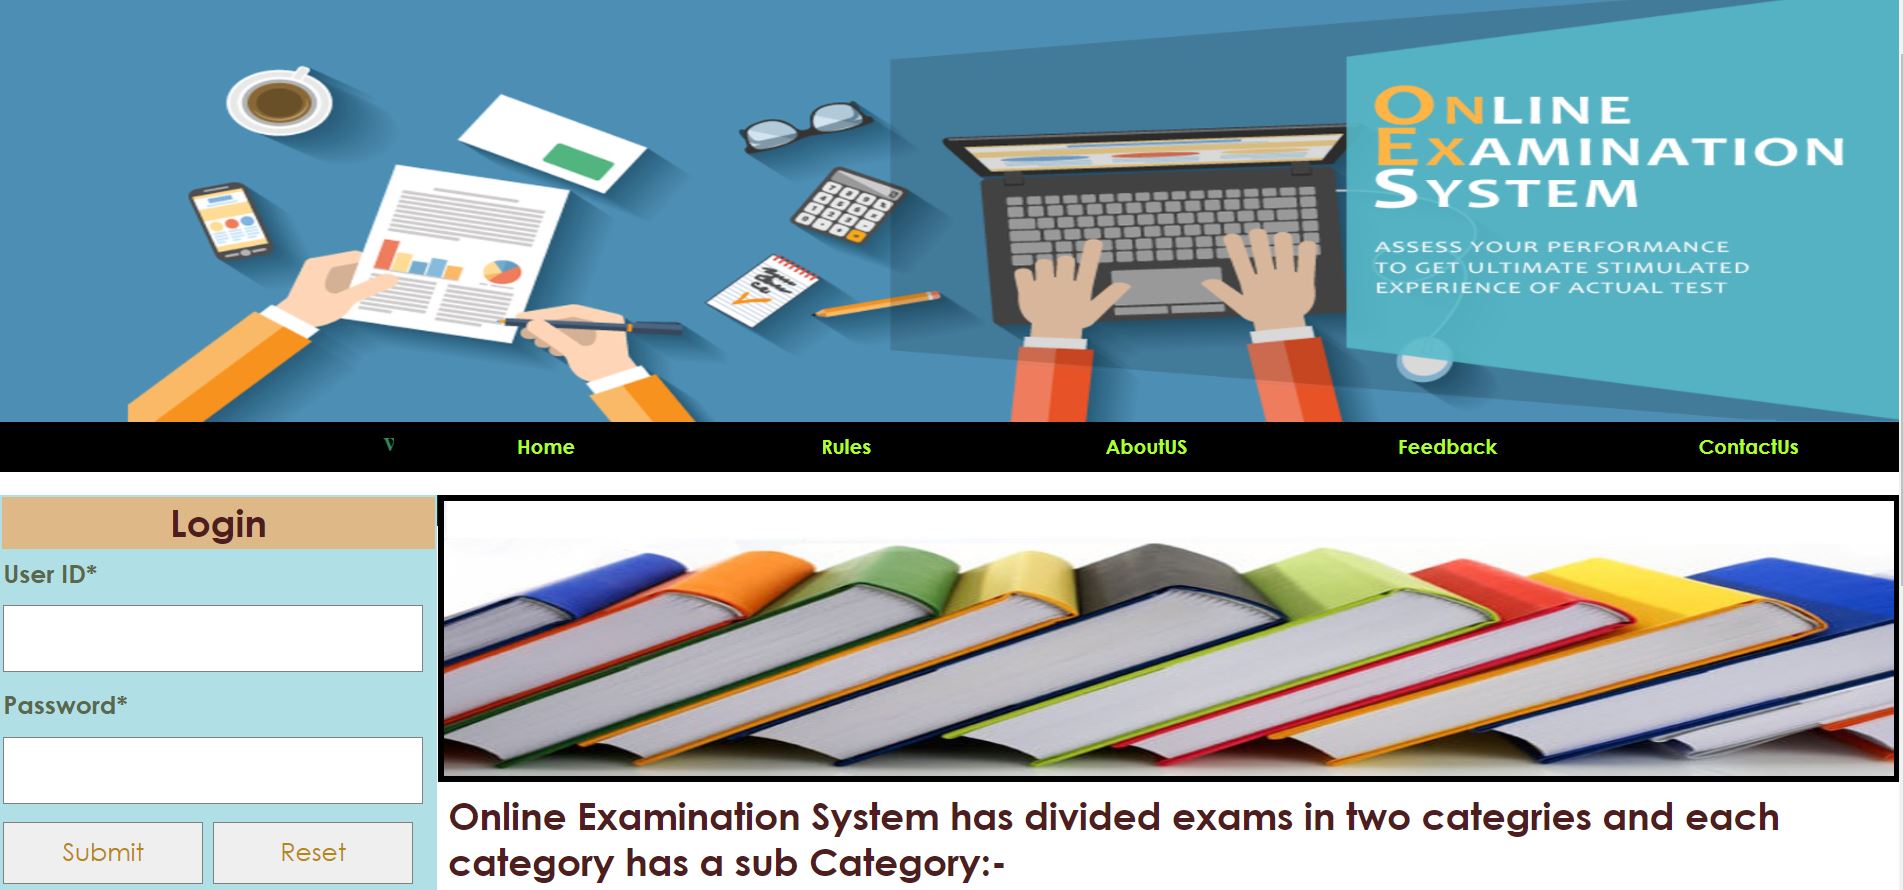 ONLINE
EXAMINATION
SYSTEM
ASSESS YOUR PERFORMANCE
TO GET ULTIMATE STIMULATED
EXPERIENCE OF ACTUAL TEST
Home Rules AboutUS Feedback ContactUs
Login
User ID*
Password*
Submit Reset
Online Examination System has divided exams in two categries and each
category has a sub Category:-